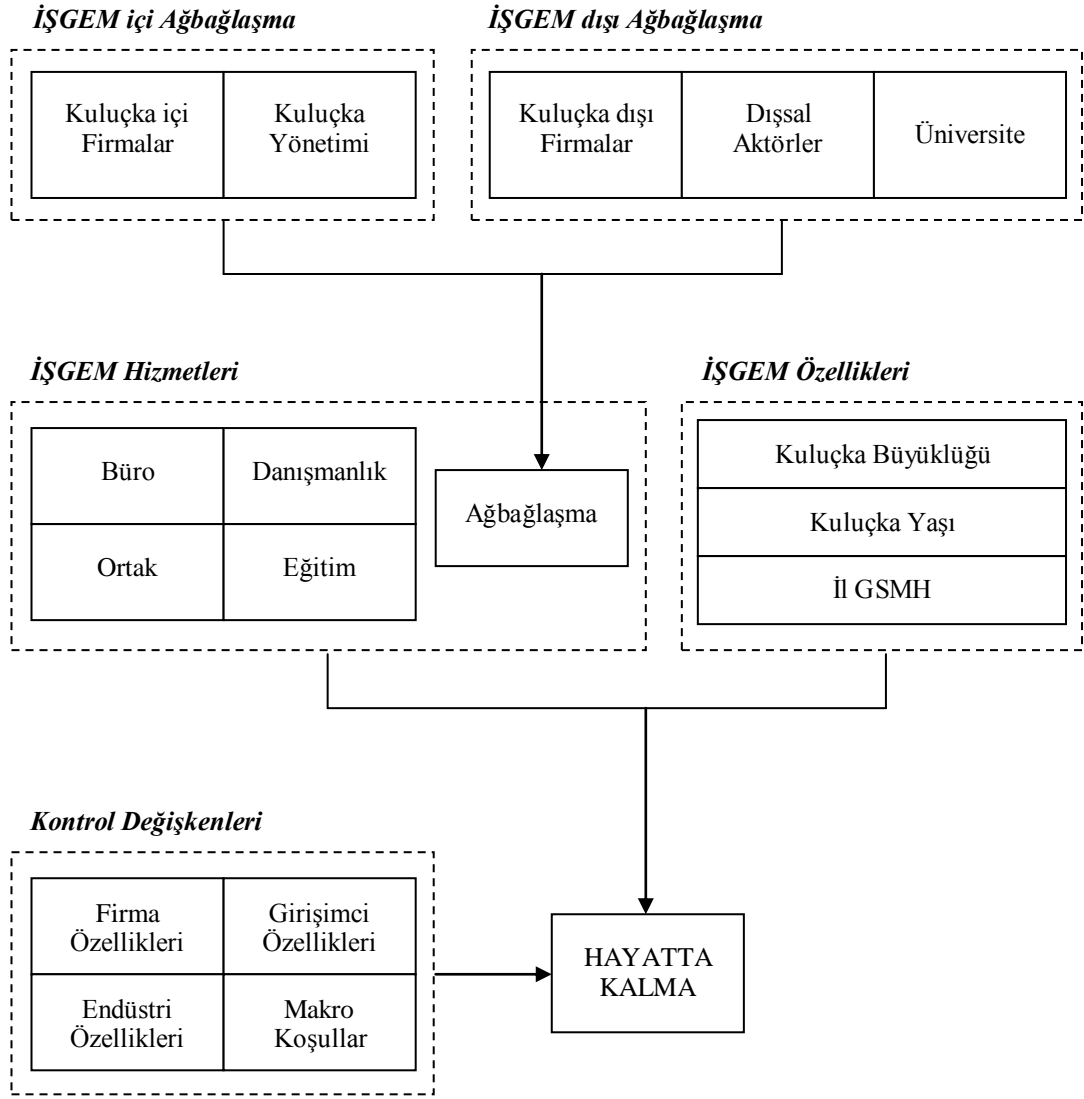 İŞGEM içi Ağbağlaşma
İŞGEM dışı Ağbağlaşma
Kuluçka içi
Firmalar
Kuluçka
Yönetimi
Kuluçka dışı
Firmalar
Dışsal
Aktörler
Üniversite
İŞGEM Hizmetleri
İŞGEM Özellikleri
Büro
Danışmanlık
Ortak
Eğitim
Ağbağlaşma
Kuluçka Büyüklüğü
Kuluçka Yaşı
İl GSMH
Kontrol Değişkenleri
Firma
Özellikleri
Girişimci
Özellikleri
Endüstri
Özellikleri
Makro
Koşullar
HAYATTA
KALMA